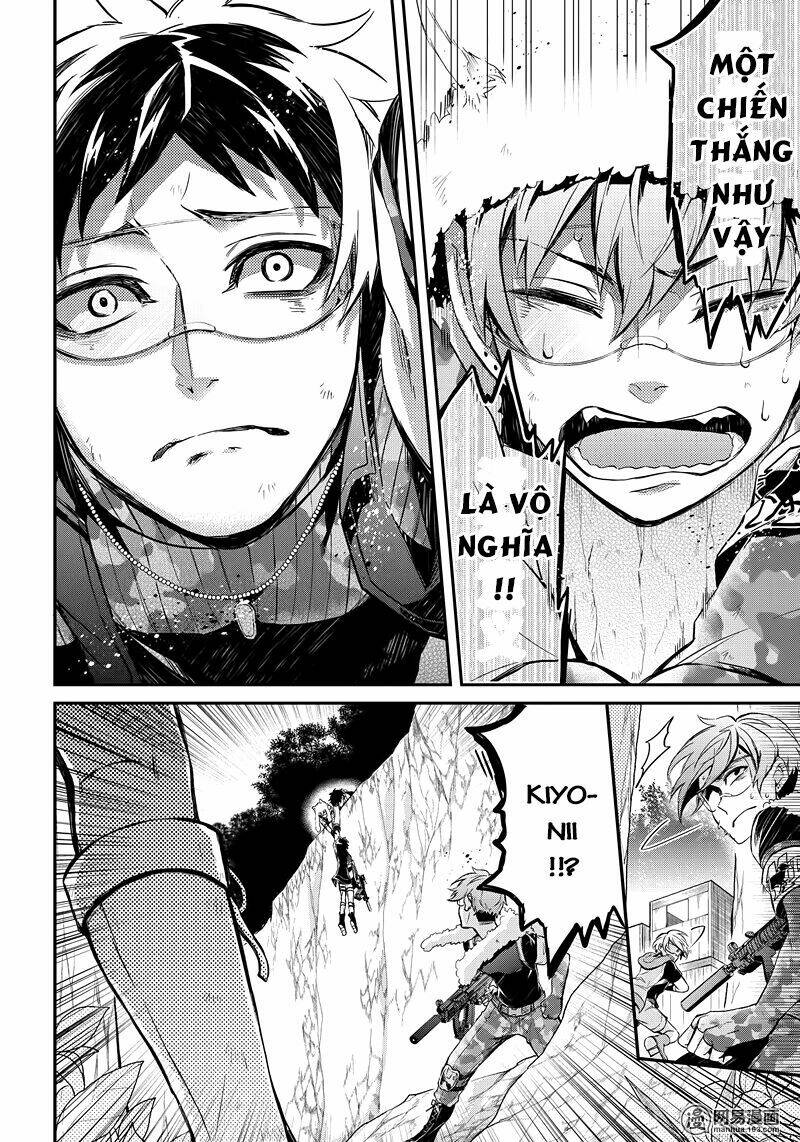 MỘT
CHIẾN
THẮNG
NHƯ
VẬY
LÀ VÔ
NGHĨA
!!
KIYO-
NII
!!?
网易漫画
manhua.163.com